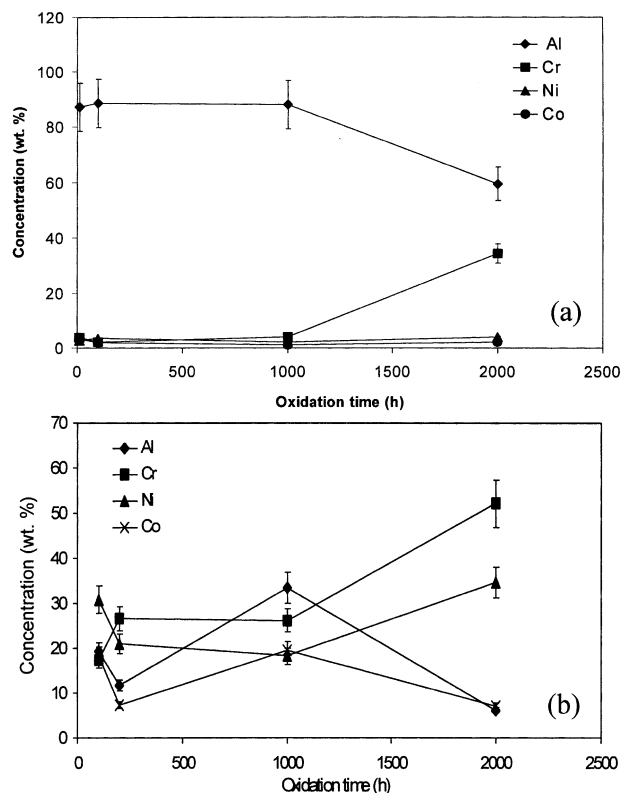 120
100
80
60
40
20
0
Concentration (wt. %)
Al
Cr
Ni
Co
(a)
0 500 1000 1500 2000 2500
Oxidation time (h)
70
60
50
40
30
20
10
0
Concentration (wt. %)
Al
Cr
Ni
Co
(b)
0 500 1000 1500 2000 2500
Oxidation time (h)